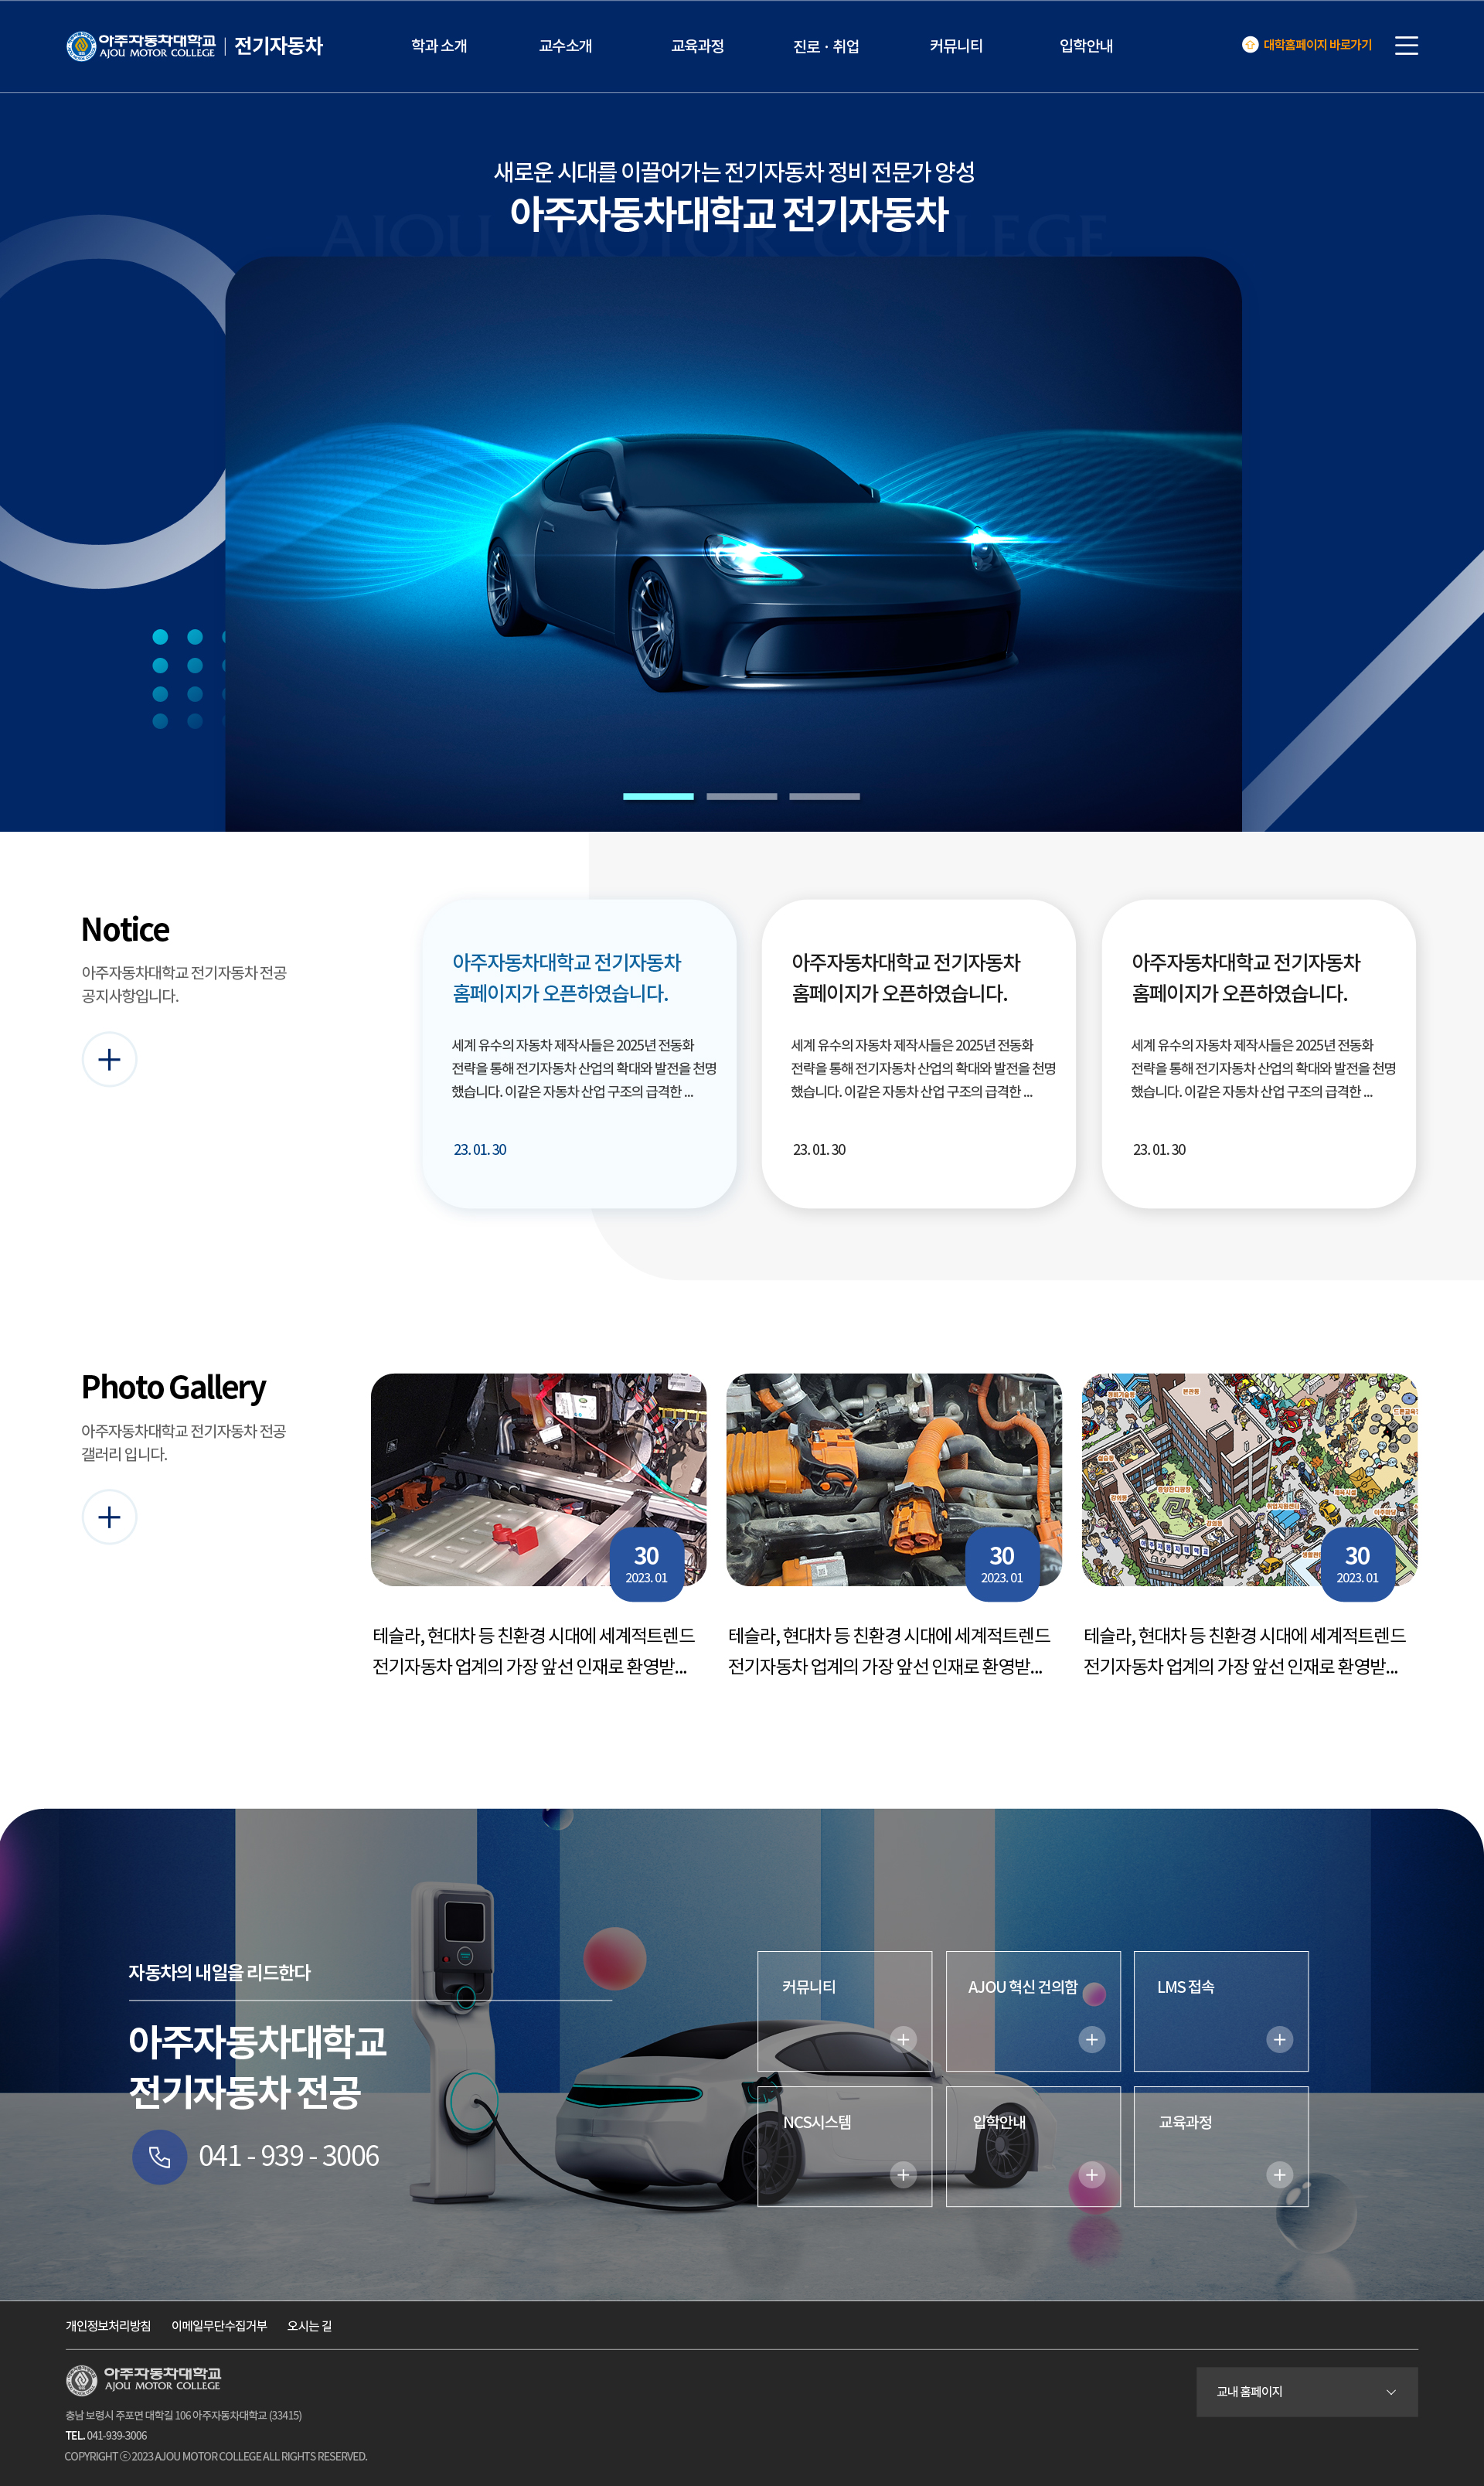 아주자동차대학교
AJOU MOTOR COLLEGE
전기자동차
학과 소개
교수소개
교육과정
진로 · 취업
커뮤니티
입학안내
대학홈페이지 바로가기
새로운 시대를 이끌어가는 전기자동차 정비 전문가 양성
아주자동차대학교 전기자동차
AJOU MOTOR COLLEGE
Notice
아주자동차대학교 전기자동차 전공
공지사항입니다.
아주자동차대학교 전기자동차
홈페이지가 오픈하였습니다.
세계 유수의 자동차 제작사들은 2025년 전동화
전략을 통해 전기자동차 산업의 확대와 발전을 천명
했습니다. 이같은 자동차 산업 구조의 급격한 ...
23. 01. 30
아주자동차대학교 전기자동차
홈페이지가 오픈하였습니다.
세계 유수의 자동차 제작사들은 2025년 전동화
전략을 통해 전기자동차 산업의 확대와 발전을 천명
했습니다. 이같은 자동차 산업 구조의 급격한 ...
23. 01. 30
아주자동차대학교 전기자동차
홈페이지가 오픈하였습니다.
세계 유수의 자동차 제작사들은 2025년 전동화
전략을 통해 전기자동차 산업의 확대와 발전을 천명
했습니다. 이같은 자동차 산업 구조의 급격한 ...
23. 01. 30
Photo Gallery
아주자동차대학교 전기자동차 전공
갤러리 입니다.
30
2023. 01
테슬라, 현대차 등 친환경 시대에 세계적트렌드
전기자동차 업계의 가장 앞선 인재로 환영받...
30
2023. 01
테슬라, 현대차 등 친환경 시대에 세계적트렌드
전기자동차 업계의 가장 앞선 인재로 환영받...
본관동
중앙잔디광장
강의동
취업지원센터
아주자동차대학교
30
2023. 01
테슬라, 현대차 등 친환경 시대에 세계적트렌드
전기자동차 업계의 가장 앞선 인재로 환영받...
자동차의 내일을 리드한다
아주자동차대학교
전기자동차 전공
041 - 939 - 3006
커뮤니티
AJOU 혁신 건의함
LMS 접속
NCS시스템
입학안내
교육과정
개인정보처리방침
이메일무단수집거부
오시는 길
아주자동차대학교
AJOU MOTOR COLLEGE
교내 홈페이지
충남 보령시 주포면 대학길 106 아주자동차대학교 (33415)
TEL. 041-939-3006
COPYRIGHT ⓒ 2023 AJOU MOTOR COLLEGE ALL RIGHTS RESERVED.